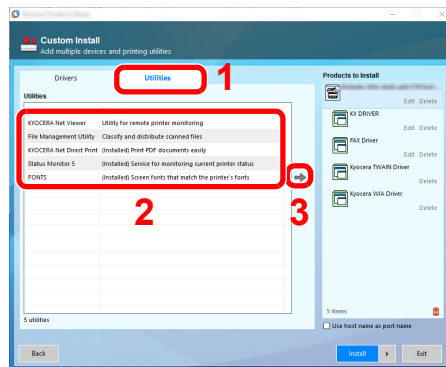 Custom Install
Add multiple devices and printing utilities
Drivers
Utilities
1
Products to Install
Utilities
Edit Delete
KYOCERA Net Viewer Utility for remote printer monitoring
File Management Utility Classify and distribute scanned files
KYOCERA Net Direct Print (Installed) Print PDF documents easily
Status Monitor 5 (Installed) Service for monitoring current printer status
FONTS (Installed) Screen fonts that match the printer's fonts
KX DRIVER
Edit Delete
FAX Driver
Edit Delete
Kyocera TWAIN Driver
Delete
Kyocera WIA Driver
Delete
2
3
5 utilities
5 Items
Use host name as port name
Back
Install
Exit